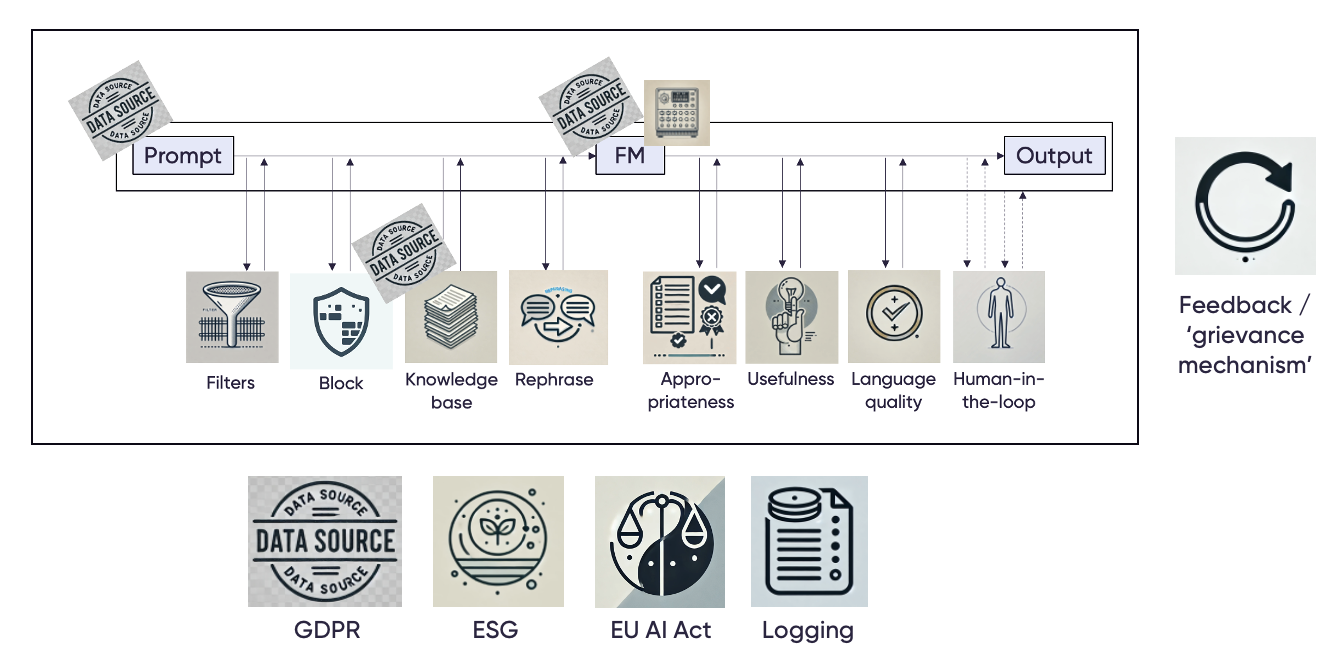 DATA SOURCE
DATA SOURCE
DATA SOURCE
DATA SOURCE
DATA SOURCE
DATA SOURCE
Prompt
FM
Output
DATA SOURCE
DATA SOURCE
DATA SOURCE
FILTER
Filters
Block
Knowledge
base
Rephrase
Appro-
priateness
Usefulness
Language
quality
Human-in-
the-loop
Feedback /
‘grievance
mechanism’
DATA SOURCE
DATA SOURCE
DATA SOURCE
GDPR
ESG
EU AI Act
Logging